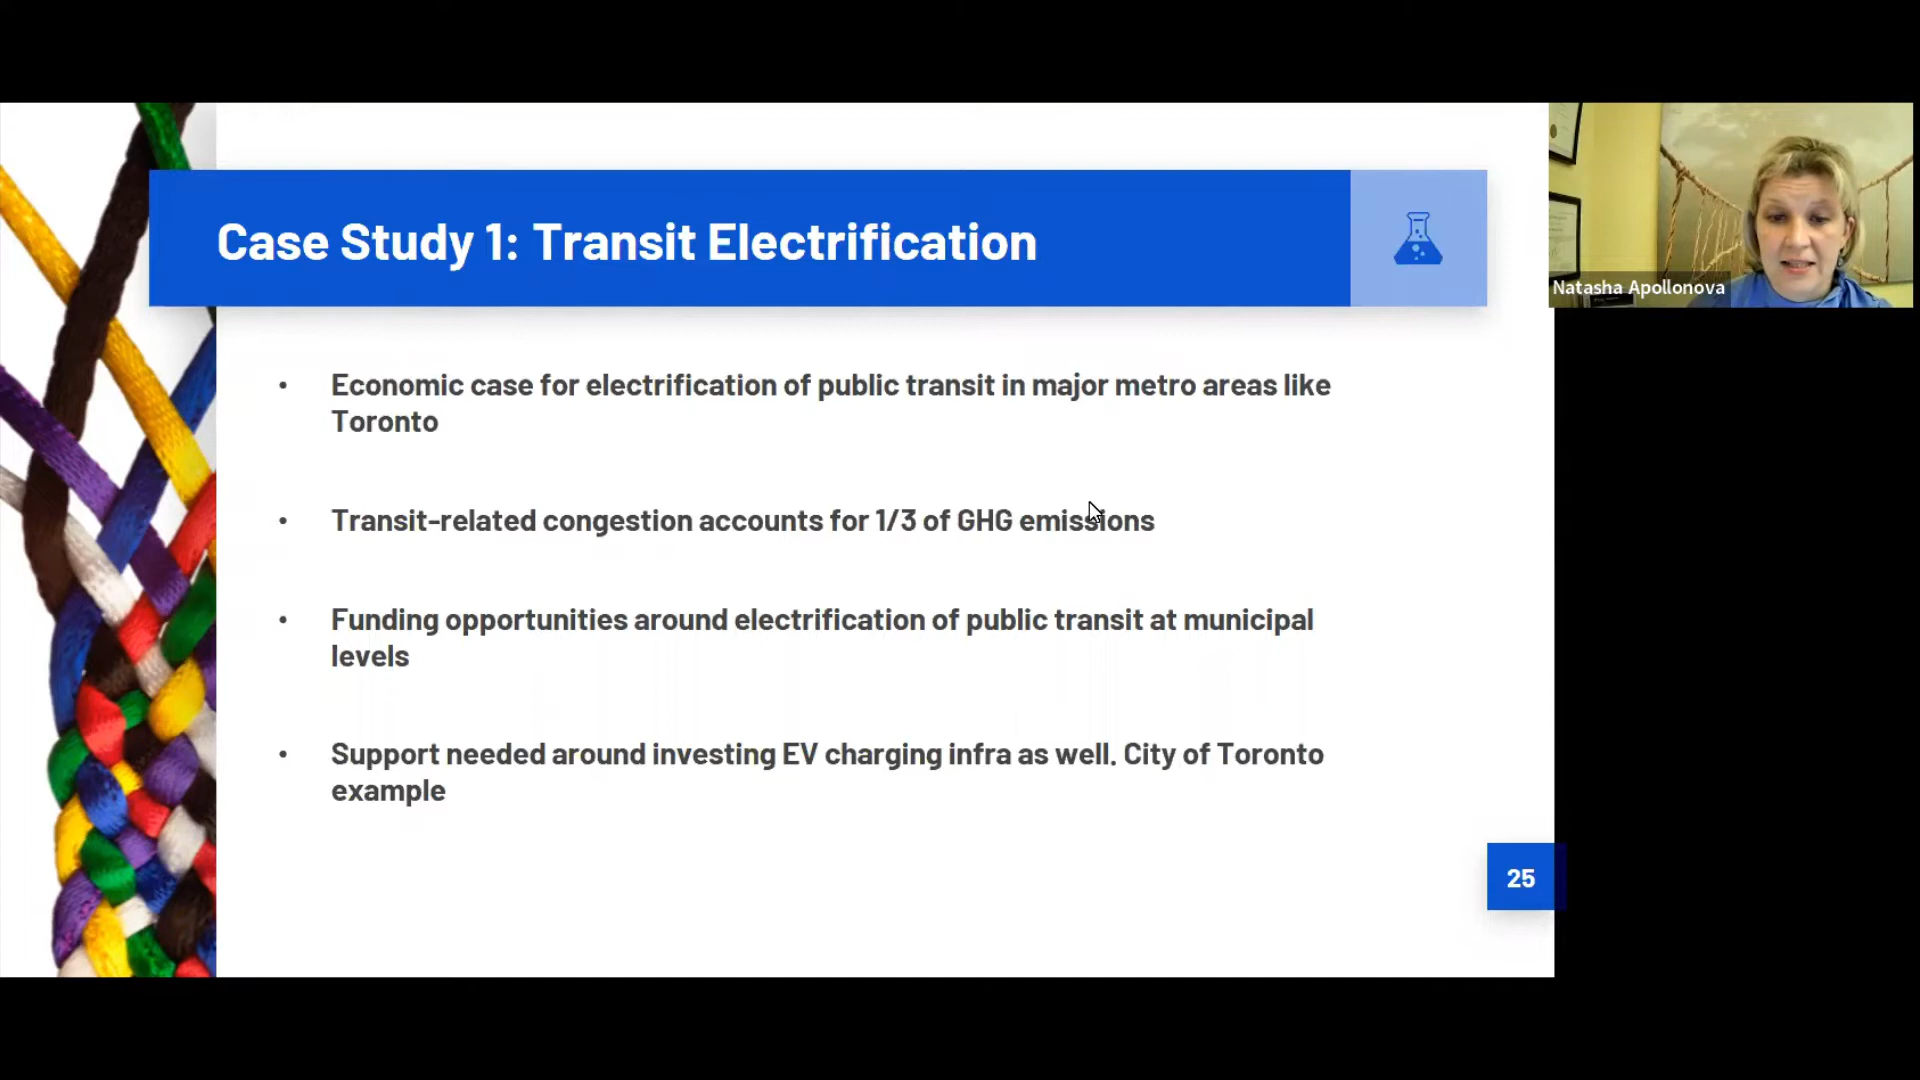 Case Study 1: Transit Electrification
Natasha Apollonova
• Economic case for electrification of public transit in major metro areas like
Toronto
• Transit-related congestion accounts for 1/3 of GHG emissions
• Funding opportunities around electrification of public transit at municipal
levels
• Support needed around investing EV charging infra as well. City of Toronto
example
25